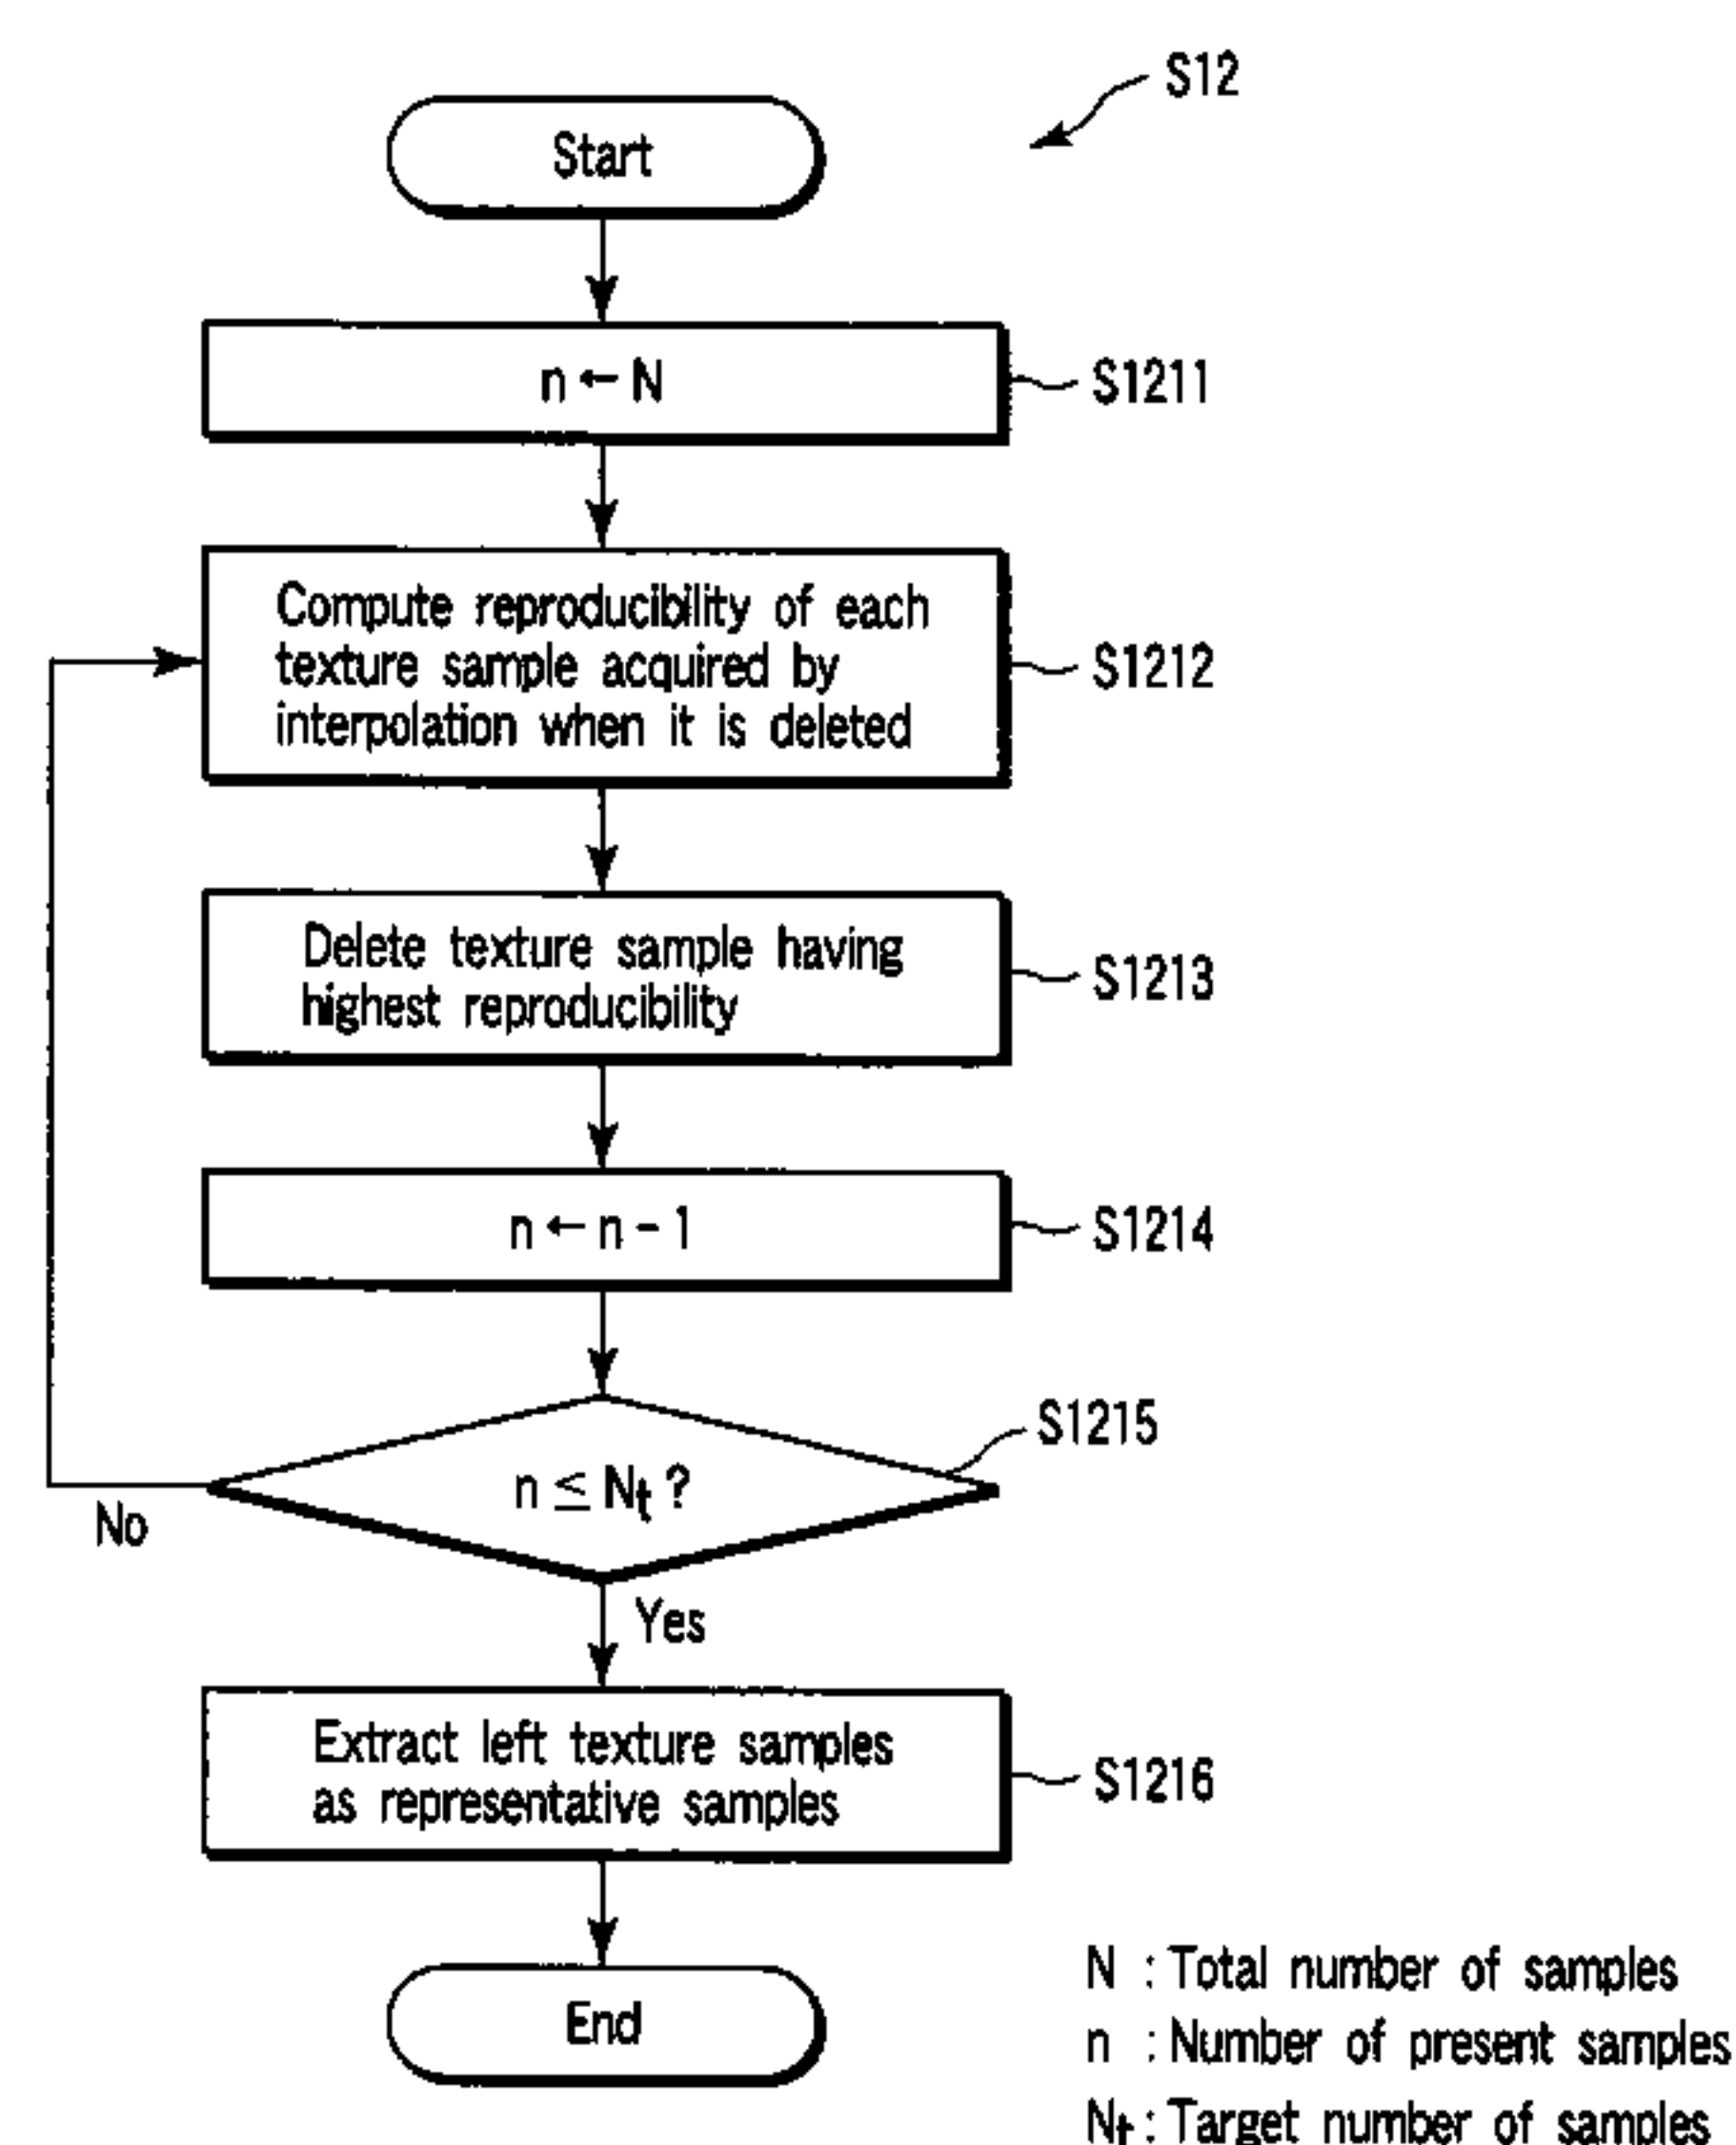 S12
Start
n ← N
S1211
Compute reproducibility of each
texture sample acquired by
interpolation when it is deleted
S1212
Delete texture sample having
highest reproducibility
S1213
n ← n - 1
S1214
S1215
n ≤ Nt ?
No
Yes
Extract left texture samples
as representative samples
S1216
End
N : Total number of samples
n : Number of present samples
Nt : Target number of samples